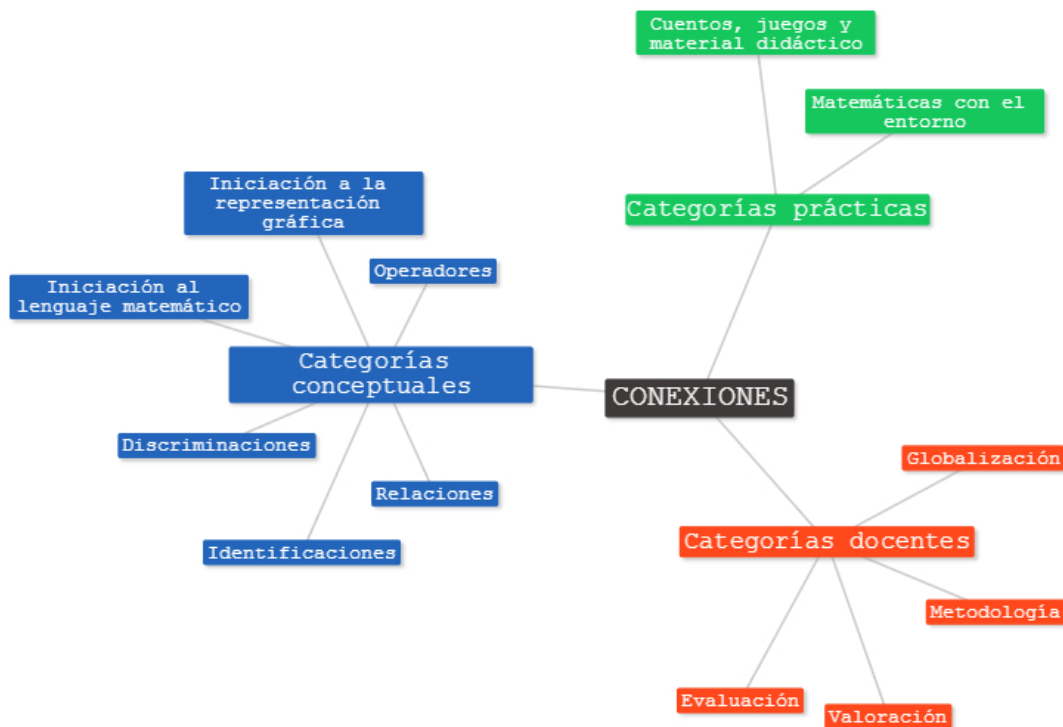 Cuentos, juegos y
material didáctico
Matemáticas con el
entorno
Categorías prácticas
Iniciación a la
representación
gráfica
Operadores
Iniciación al
lenguaje matemático
Categorías
conceptuales
CONEXIONES
Discriminaciones
Relaciones
Identificaciones
Globalización
Categorías docentes
Metodología
Evaluación
Valoración